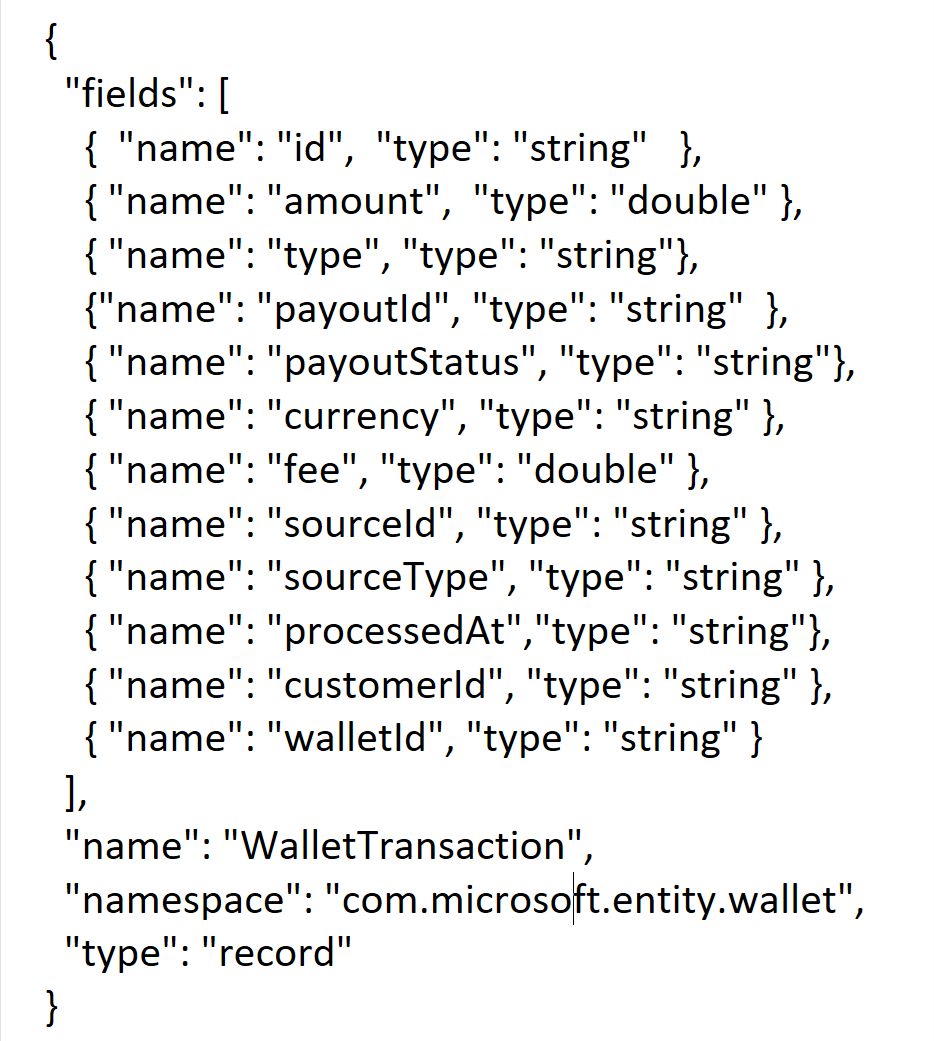 {
"fields": [
{  "name": "id",  "type": "string"   },
{ "name": "amount",  "type": "double" },
{ "name": "type", "type": "string"},
{"name": "payoutId", "type": "string"  },
{ "name": "payoutStatus", "type": "string"},
{ "name": "currency", "type": "string" },
{ "name": "fee", "type": "double" },
{ "name": "sourceId", "type": "string" },
{ "name": "sourceType", "type": "string" },
{ "name": "processedAt","type": "string"},
{ "name": "customerId", "type": "string" },
{ "name": "walletId", "type": "string" }
],
"name": "WalletTransaction",
"namespace": "com.microsoft.entity.wallet",
"type": "record"
}